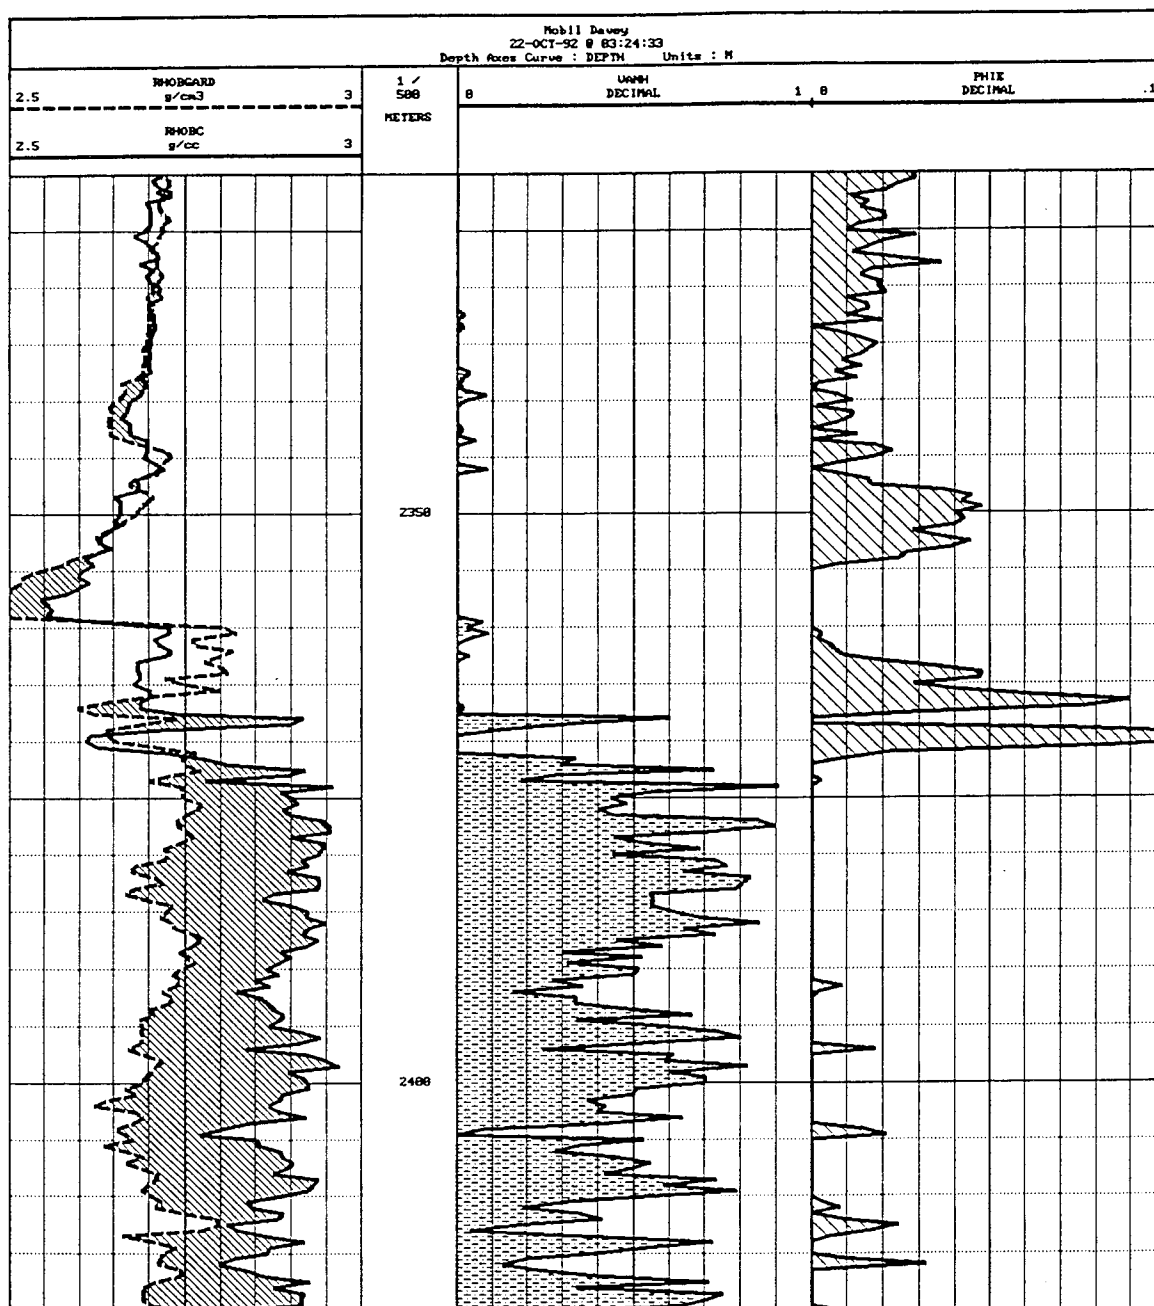 Mobil Davey
22-OCT-92 @ 03:24:33
Depth Axes Curve : DEPTH Units : M
RHOBGARD
2.5 g/cm3 3
RHOBC
2.5 g/cc 3
1 /
500
METERS
VANH
0 DECIMAL 1
PHIE
0 DECIMAL .1
2350
2400